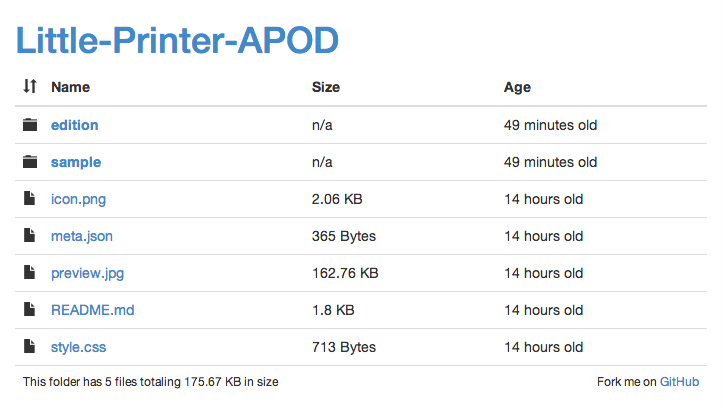 Little-Printer-APOD
Name Size Age
edition n/a 49 minutes old
sample n/a 49 minutes old
icon.png 2.06 KB 14 hours old
meta.json 365 Bytes 14 hours old
preview.jpg 162.76 KB 14 hours old
README.md 1.8 KB 14 hours old
style.css 713 Bytes 14 hours old
This folder has 5 files totaling 175.67 KB in size Fork me on GitHub